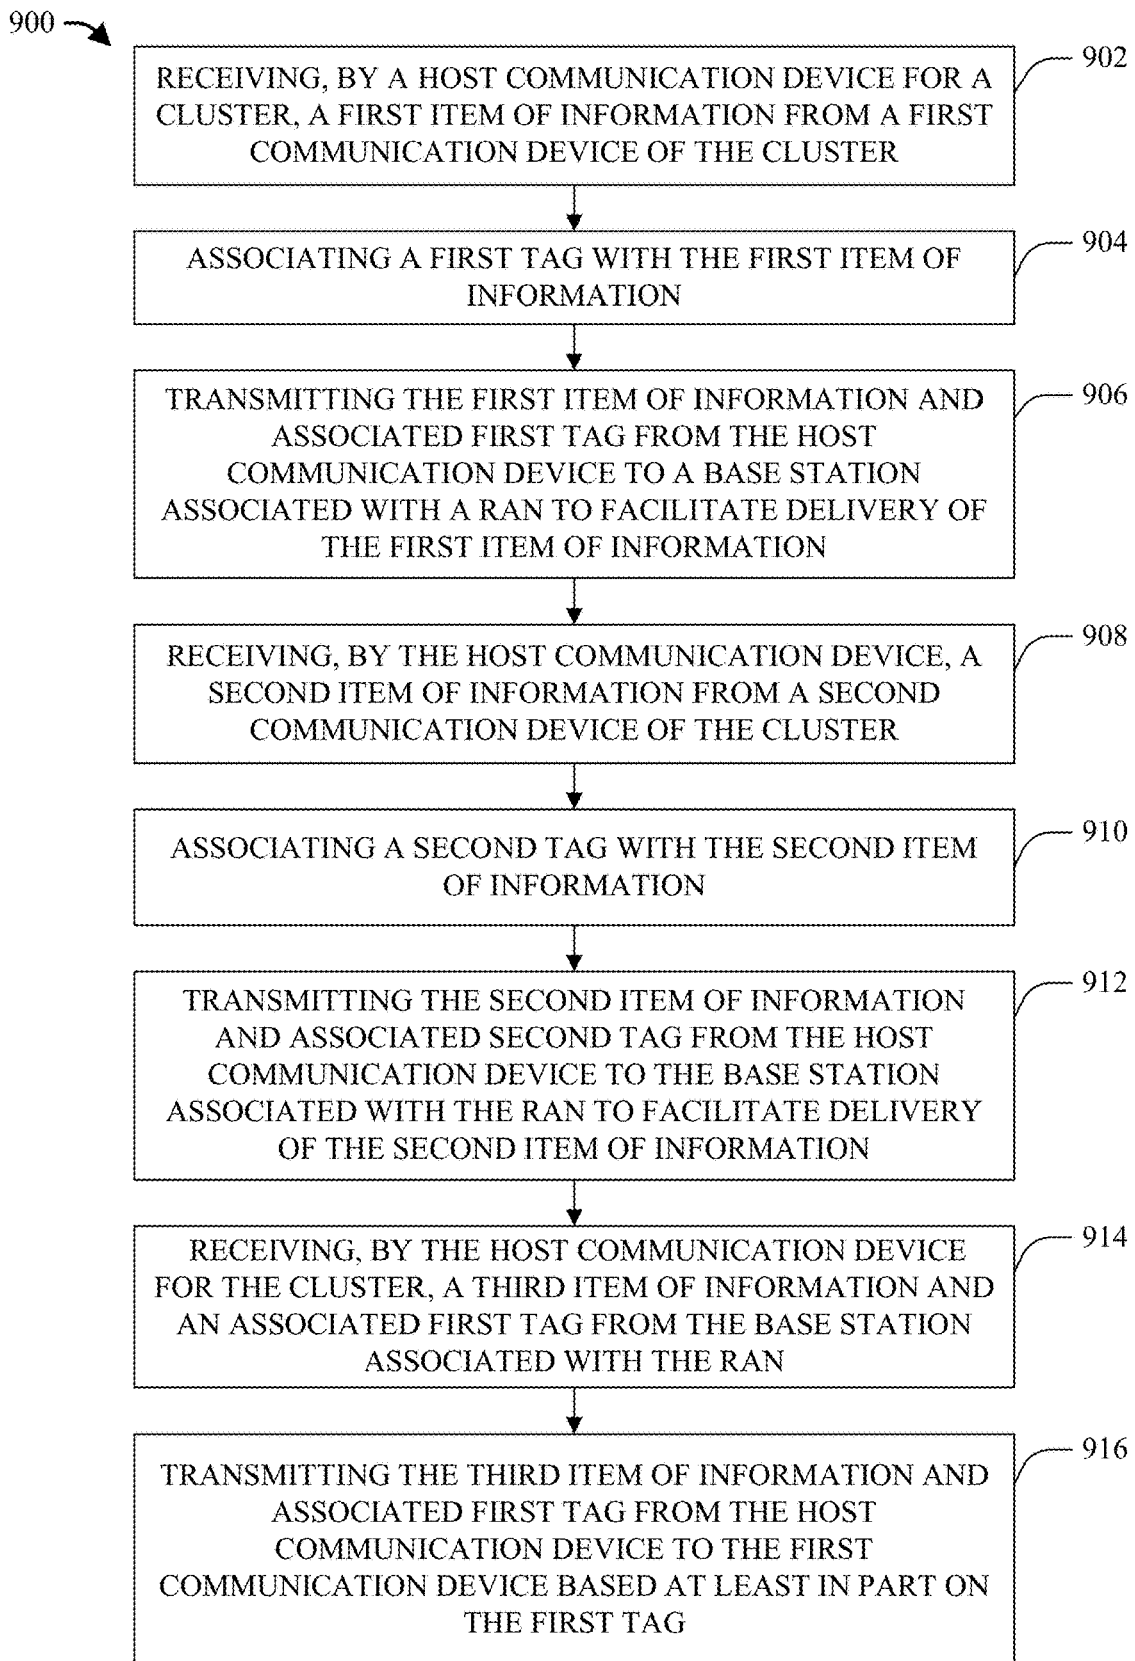 900
902
RECEIVING, BY A HOST COMMUNICATION DEVICE FOR A
CLUSTER, A FIRST ITEM OF INFORMATION FROM A FIRST
COMMUNICATION DEVICE OF THE CLUSTER
904
ASSOCIATING A FIRST TAG WITH THE FIRST ITEM OF
INFORMATION
906
TRANSMITTING THE FIRST ITEM OF INFORMATION AND
ASSOCIATED FIRST TAG FROM THE HOST
COMMUNICATION DEVICE TO A BASE STATION
ASSOCIATED WITH A RAN TO FACILITATE DELIVERY OF
THE FIRST ITEM OF INFORMATION
908
RECEIVING, BY THE HOST COMMUNICATION DEVICE, A
SECOND ITEM OF INFORMATION FROM A SECOND
COMMUNICATION DEVICE OF THE CLUSTER
910
ASSOCIATING A SECOND TAG WITH THE SECOND ITEM
OF INFORMATION
912
TRANSMITTING THE SECOND ITEM OF INFORMATION
AND ASSOCIATED SECOND TAG FROM THE HOST
COMMUNICATION DEVICE TO THE BASE STATION
ASSOCIATED WITH THE RAN TO FACILITATE DELIVERY
OF THE SECOND ITEM OF INFORMATION
914
RECEIVING, BY THE HOST COMMUNICATION DEVICE
FOR THE CLUSTER, A THIRD ITEM OF INFORMATION AND
AN ASSOCIATED FIRST TAG FROM THE BASE STATION
ASSOCIATED WITH THE RAN
916
TRANSMITTING THE THIRD ITEM OF INFORMATION AND
ASSOCIATED FIRST TAG FROM THE HOST
COMMUNICATION DEVICE TO THE FIRST
COMMUNICATION DEVICE BASED AT LEAST IN PART ON
THE FIRST TAG